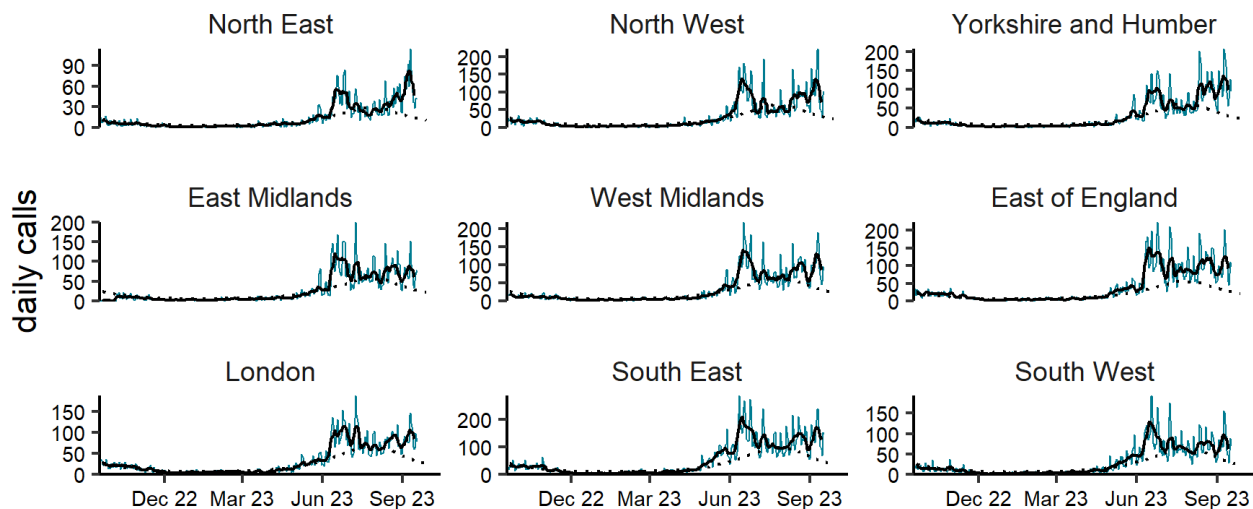 North East North West Yorkshire and Humber
90 200 200
60 150 150
30 100 100
0 50 50
0 0
East Midlands West Midlands East of England
daily calls
200 200 200
150 150 150
100 100 100
50 50 50
0 0 0
London South East South West
150 200 150
100 100 100
50 0 50
0 0
Dec 22 Mar 23 Jun 23 Sep 23 Dec 22 Mar 23 Jun 23 Sep 23 Dec 22 Mar 23 Jun 23 Sep 23